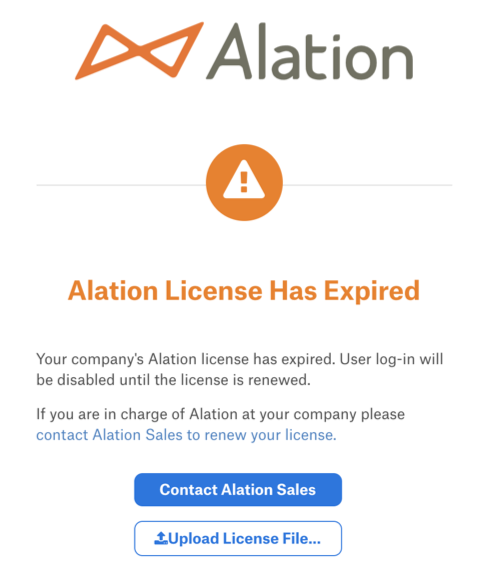 Alation
Alation License Has Expired
Your company's Alation license has expired. User log-in will
be disabled until the license is renewed.
If you are in charge of Alation at your company please
contact Alation Sales to renew your license.
Contact Alation Sales
Upload License File...